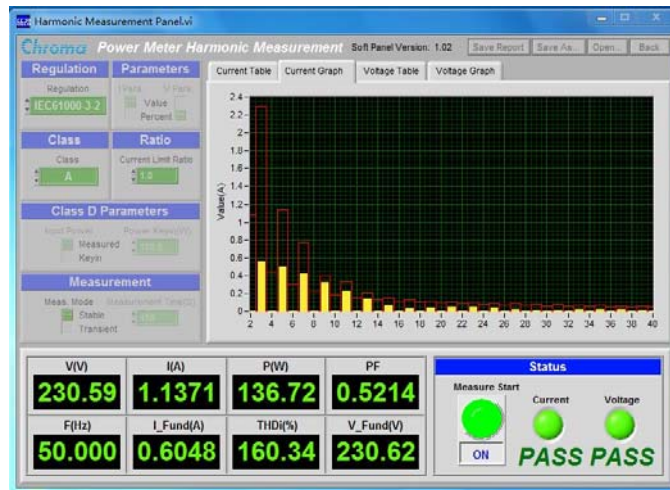 Harmonic Measurement Panel.vi
Chroma Power Meter Harmonic Measurement Soft Panel Version: 1.02 Save Report Save As... Open... Back
Regulation Parameters Current Table Current Graph Voltage Table Voltage Graph
Regulation
IEC61000-3-2 Value
Percent
Class Ratio
Class Current Limit Ratio
A 1.0
Class D Parameters
Input Power Power Keyin(W)
Measured
Keyin
Measurement
Meas. Mode Measurement Time(S)
Stable
Transient
Value(A)
2.4
2.2
2
1.8
1.6
1.4
1.2
1
0.8
0.6
0.4
0.2
0
2 4 6 8 10 12 14 16 18 20 22 24 26 28 30 32 34 36 38 40
V(V) I(A) P(W) PF
230.59 1.1371 136.72 0.5214
F(Hz) I_Fund(A) THDi(%) V_Fund(V)
50.000 0.6048 160.34 230.62
Status
Measure Start Current Voltage
ON PASS PASS